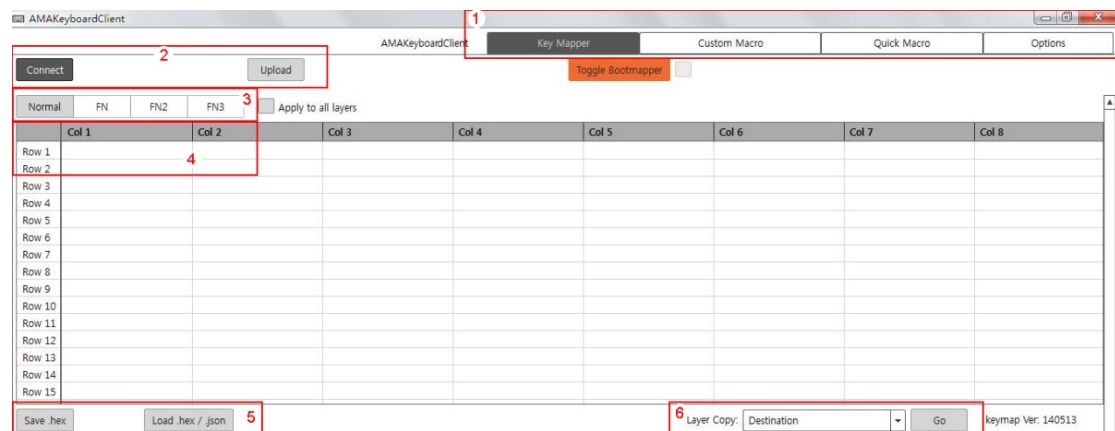 AMAKeyboardClient
1
AMAKeyboardClient Key Mapper Custom Macro Quick Macro Options
2
Connect Upload Toggle Bootmapper
Normal FN FN2 FN3 3 Apply to all layers
Col 1 Col 2 Col 3 Col 4 Col 5 Col 6 Col 7 Col 8
Row 1
4
Row 2
Row 3
Row 4
Row 5
Row 6
Row 7
Row 8
Row 9
Row 10
Row 11
Row 12
Row 13
Row 14
Row 15
Save .hex Load .hex / .json 5 6 Layer Copy: Destination Go keymap Ver: 140513